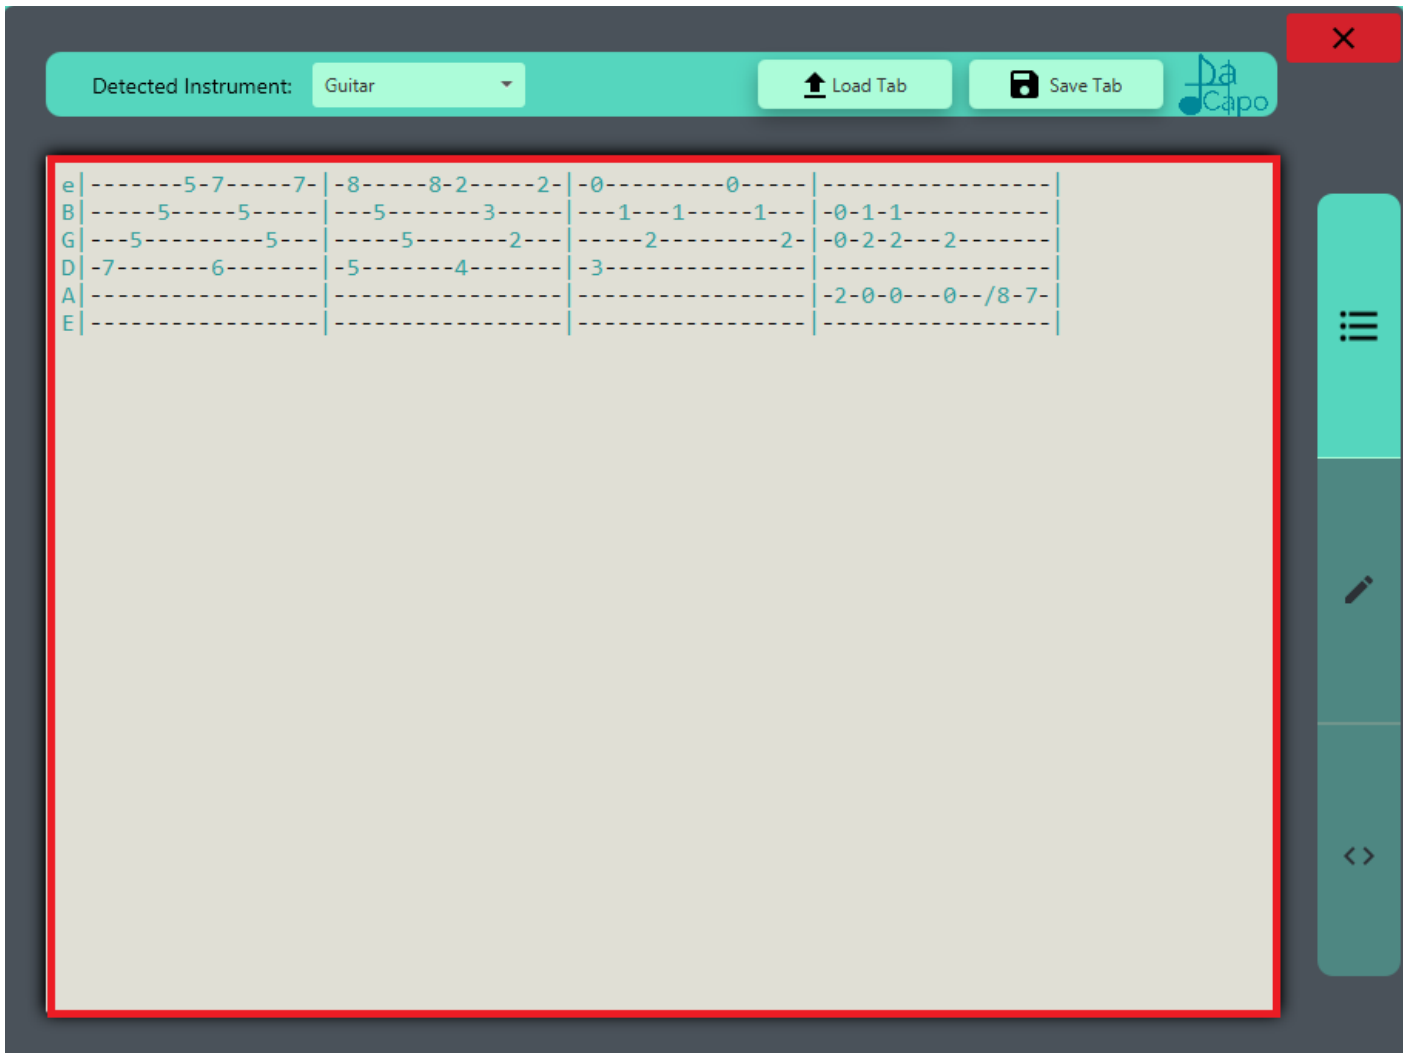 Detected Instrument: Guitar Load Tab Save Tab Da Capo
e|-------5-7-----7-|-8-----8-2-----2-|-0---------0-----|-----------------|
B|-----5-----5-----|---5-------3-----|---1---1-----1---|-0-1-1-----------|
G|---5---------5---|-----5-------2---|-----2---------2-|-0-2-2---2-------|
D|-7-------6-------|-5-------4-------|-3---------------|-----------------|
A|-----------------|-----------------|-----------------|-2-0-0---0--/8-7-|
E|-----------------|-----------------|-----------------|-----------------|